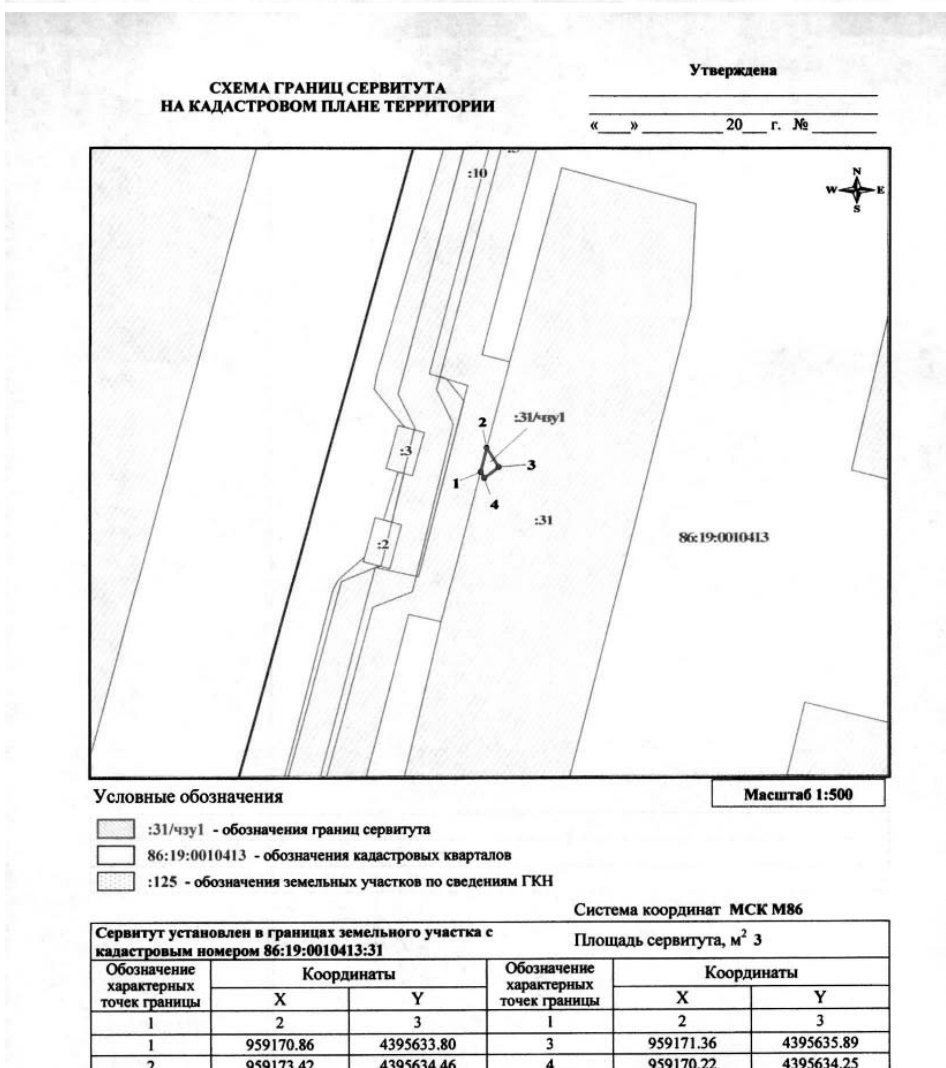 СХЕМА ГРАНИЦ СЕРВИТУТА
НА КАДАСТРОВОМ ПЛАНЕ ТЕРРИТОРИИ
Утверждена
«____» __________ 20___ г. № ________
:10
N
W E
S
:31/чзу1
2
:3
3
1
4
:31
86:19:0010413
:2
Условные обозначения
Масштаб 1:500
:31/чзу1 - обозначения границ сервитута
86:19:0010413 - обозначения кадастровых кварталов
:125 - обозначения земельных участков по сведениям ГКН
Система координат МСК М86
Сервитут установлен в границах земельного участка с
кадастровым номером 86:19:0010413:31
Площадь сервитута, м² 3
Обозначение характерных точек границы Координаты Обозначение характерных точек границы Координаты
X Y X Y
1 2 3 1 2 3
1 959170.86 4395633.80 3 959171.36 4395635.89
2 959173.42 4395634.46 4 959170.22 4395634.25